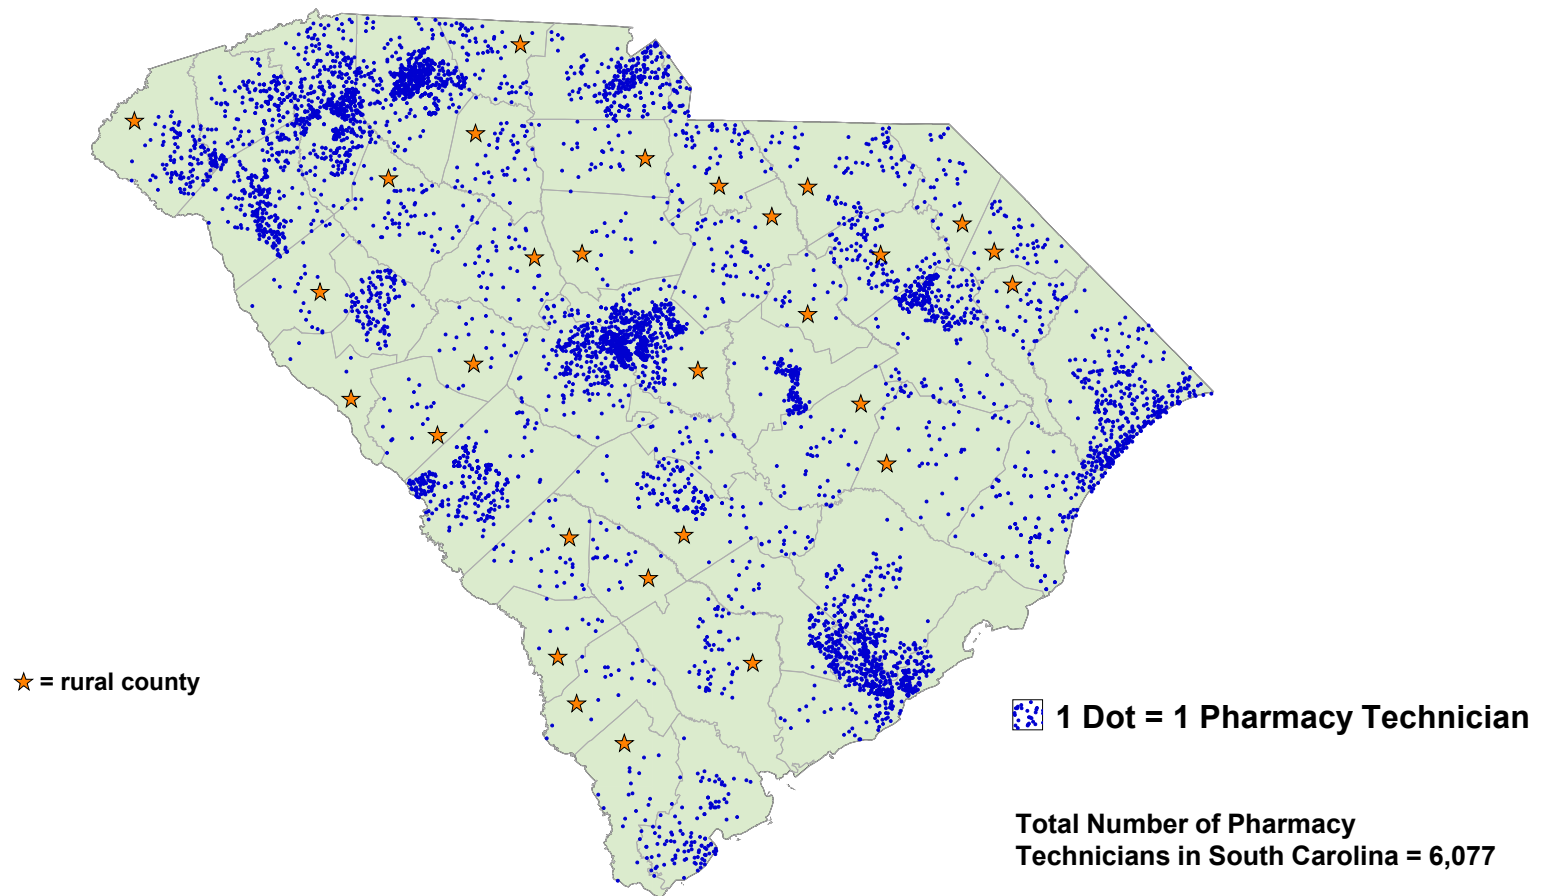 = rural county
1 Dot = 1 Pharmacy Technician
Total Number of Pharmacy
Technicians in South Carolina = 6,077